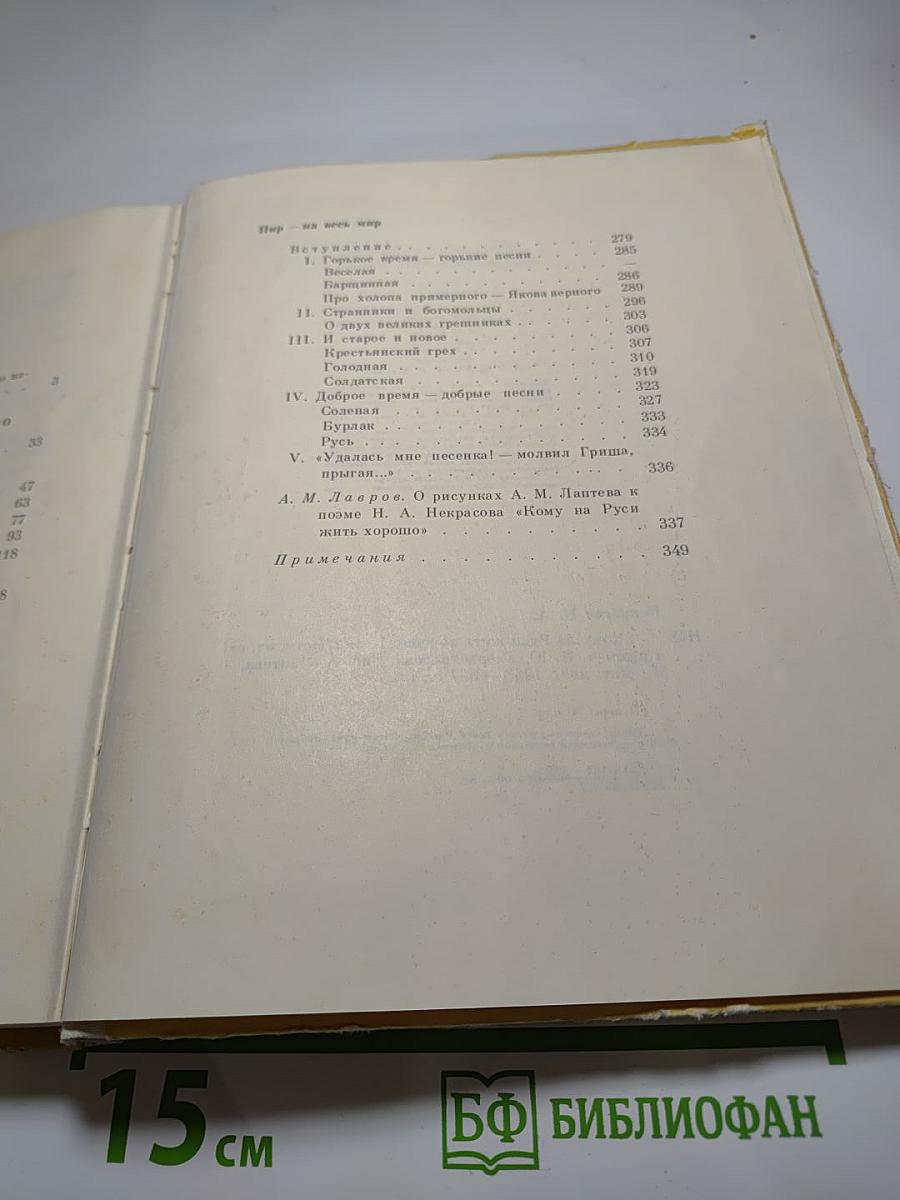 3
33
47
63
77
93
118
8
Пир — на весь мир
Вступление . . . . . . . . . . 279
I. Горькое время — горькие песни . . . . 285
Веселая . . . . . . . . . . —
Барщинная . . . . . . . . . 286
Про холопа примерного — Якова верного 289
II. Странники и богомольцы . . . . . . 296
О двух великих грешниках . . . . . 303
III. И старое и новое . . . . . . . . 306
Крестьянский грех . . . . . . . 307
Голодная . . . . . . . . . . 310
Солдатская . . . . . . . . . 319
IV. Доброе время — добрые песни . . . . 323
Соленая . . . . . . . . . . 327
Бурлак . . . . . . . . . . 333
Русь . . . . . . . . . . . 334
V. «Удалась мне песенка! — молвил Гриша,
прыгая...» . . . . . . . . . . 336
А. М. Лавров. О рисунках А. М. Лаптева к
поэме Н. А. Некрасова «Кому на Руси
жить хорошо» . . . . . . . . . 337
Примечания . . . . . . . . . . 349
15 см
БФ БИБЛИОФАН